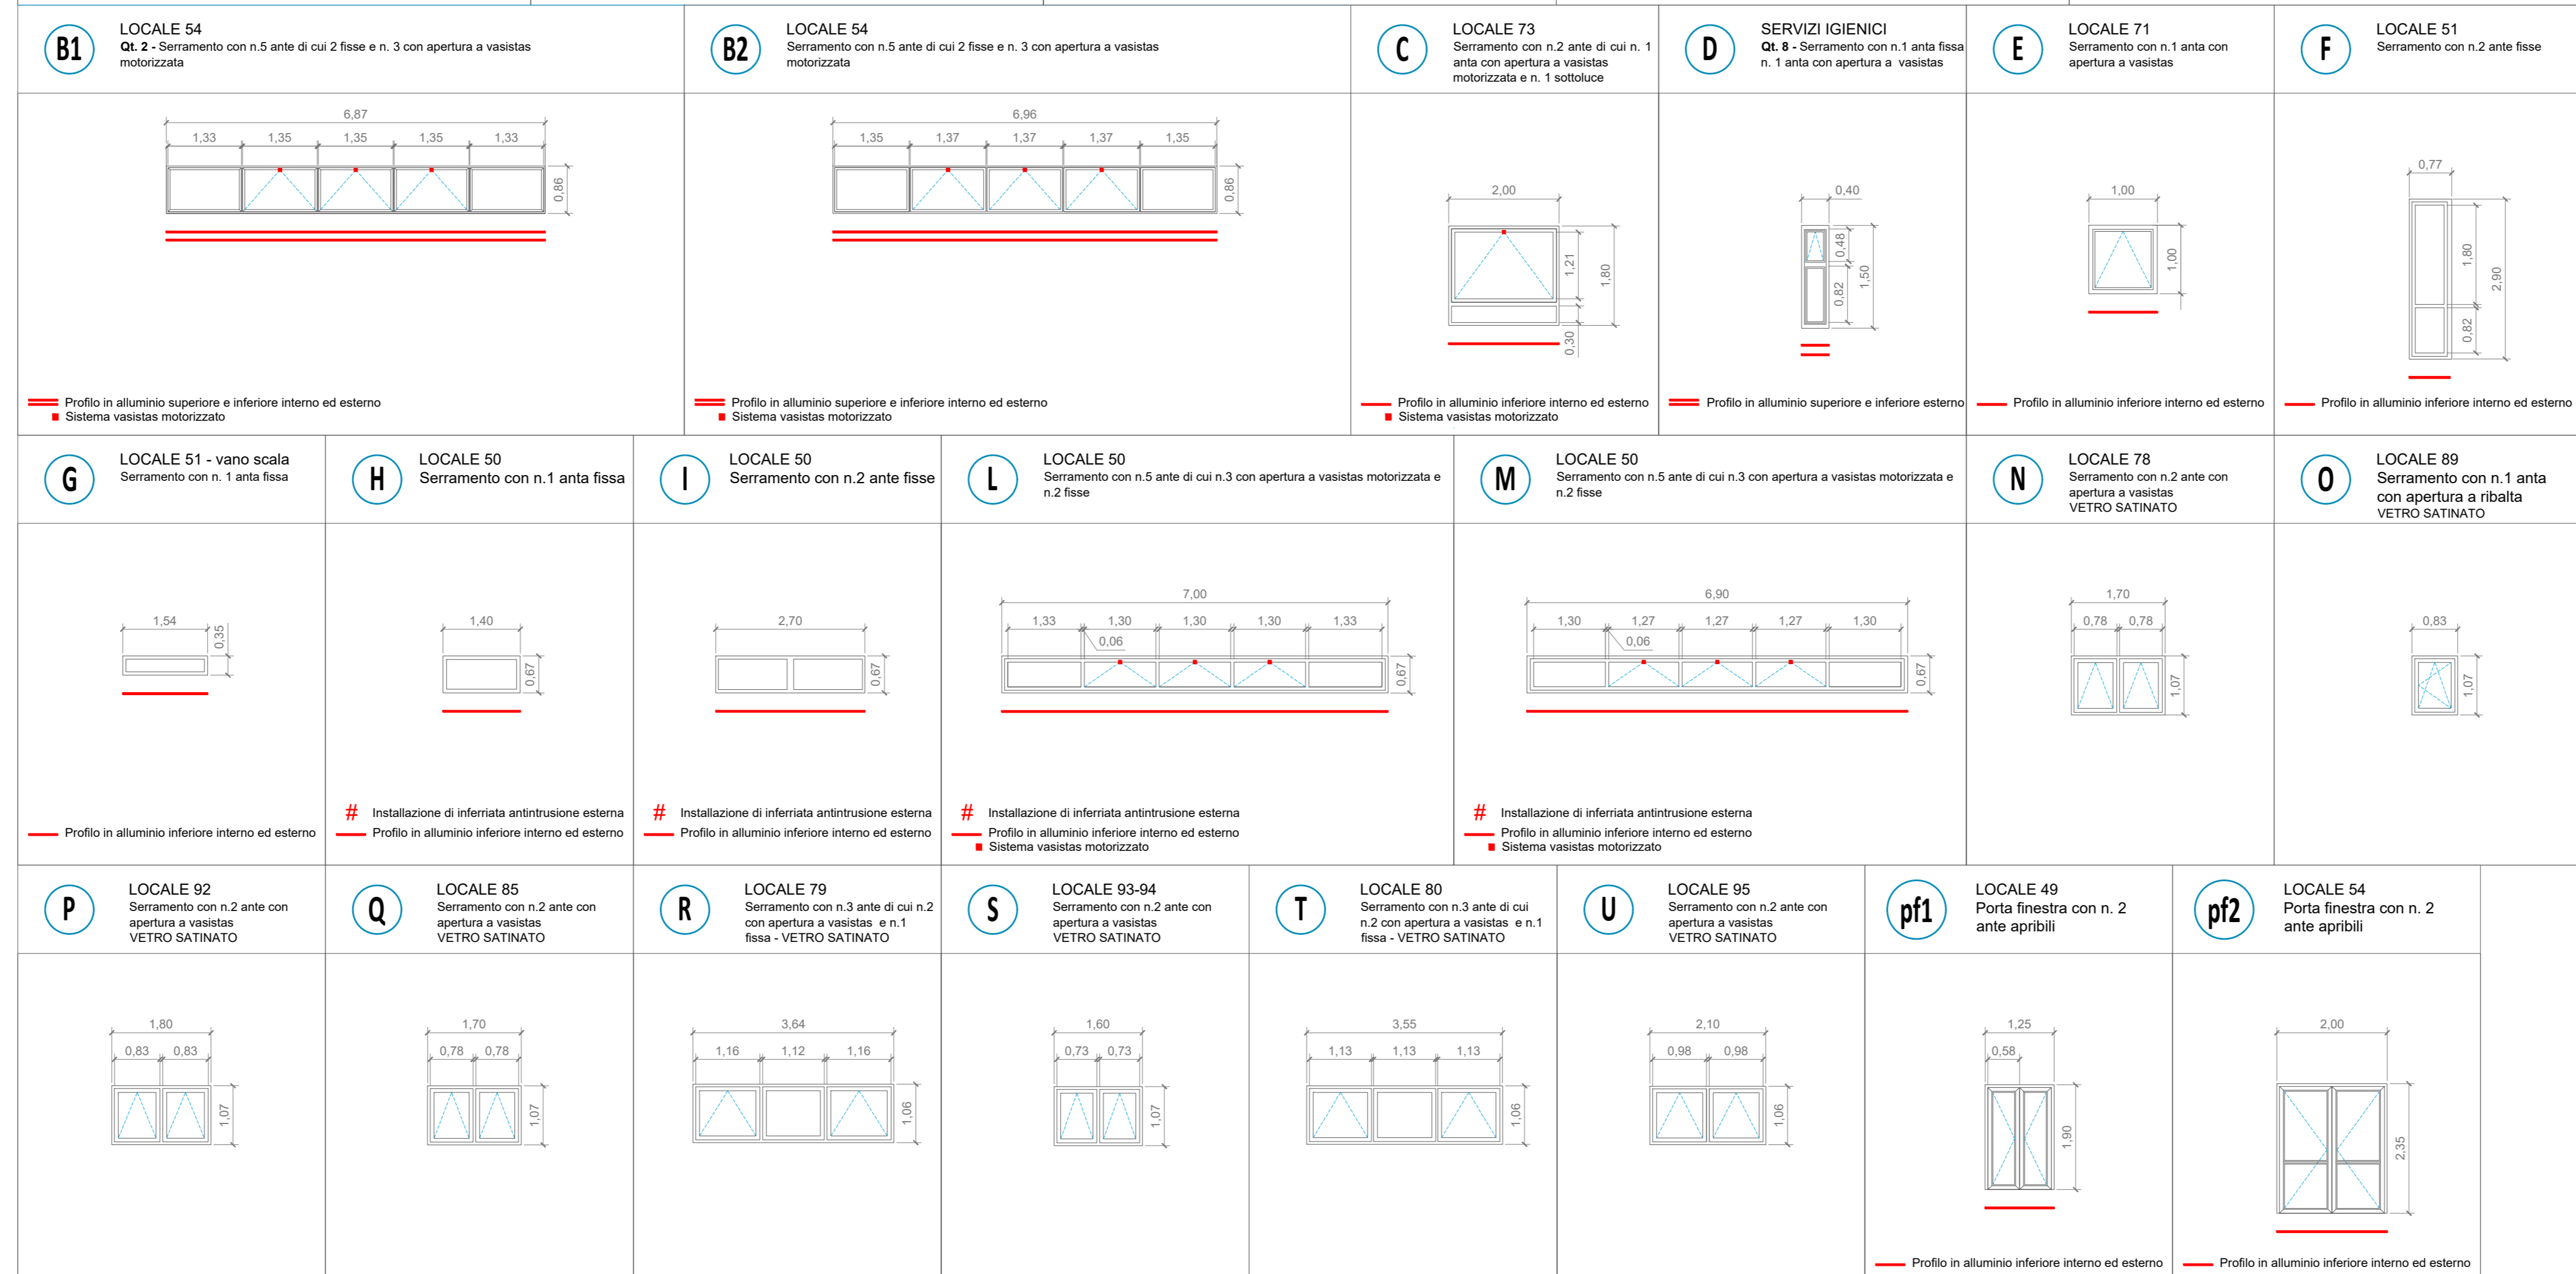 B1
LOCALE 54
Qt. 2 - Serramento con n.5 ante di cui 2 fisse e n. 3 con apertura a vasistas
motorizzata
6,87
1,33 1,35 1,35 1,35 1,33
0,86
Profilo in alluminio superiore e inferiore interno ed esterno
Sistema vasistas motorizzato
B2
LOCALE 54
Serramento con n.5 ante di cui 2 fisse e n. 3 con apertura a vasistas
motorizzata
6,96
1,35 1,37 1,37 1,37 1,35
0,86
Profilo in alluminio superiore e inferiore interno ed esterno
Sistema vasistas motorizzato
C
LOCALE 73
Serramento con n.2 ante di cui n. 1
anta con apertura a vasistas
motorizzata e n. 1 sottoluce
2,00
1,21
1,80
0,30
Profilo in alluminio inferiore interno ed esterno
Sistema vasistas motorizzato
D
SERVIZI IGIENICI
Qt. 8 - Serramento con n.1 anta fissa
n. 1 anta con apertura a vasistas
0,40
0,48
0,82
1,50
Profilo in alluminio superiore e inferiore esterno
E
LOCALE 71
Serramento con n.1 anta con
apertura a vasistas
1,00
1,00
Profilo in alluminio inferiore interno ed esterno
F
LOCALE 51
Serramento con n.2 ante fisse
0,77
1,80
2,90
0,82
Profilo in alluminio inferiore interno ed esterno
G
LOCALE 51 - vano scala
Serramento con n. 1 anta fissa
1,54
0,35
Profilo in alluminio inferiore interno ed esterno
H
LOCALE 50
Serramento con n.1 anta fissa
1,40
0,67
# Installazione di inferriata antintrusione esterna
Profilo in alluminio inferiore interno ed esterno
I
LOCALE 50
Serramento con n.2 ante fisse
2,70
0,67
# Installazione di inferriata antintrusione esterna
Profilo in alluminio inferiore interno ed esterno
L
LOCALE 50
Serramento con n.5 ante di cui n.3 con apertura a vasistas motorizzata e
n.2 fisse
7,00
1,33 1,30 1,30 1,30 1,33
0,06
0,67
# Installazione di inferriata antintrusione esterna
Profilo in alluminio inferiore interno ed esterno
Sistema vasistas motorizzato
M
LOCALE 50
Serramento con n.5 ante di cui n.3 con apertura a vasistas motorizzata e
n.2 fisse
6,90
1,30 1,27 1,27 1,27 1,30
0,06
0,67
# Installazione di inferriata antintrusione esterna
Profilo in alluminio inferiore interno ed esterno
Sistema vasistas motorizzato
N
LOCALE 78
Serramento con n.2 ante con
apertura a vasistas
VETRO SATINATO
1,70
0,78 0,78
1,07
O
LOCALE 89
Serramento con n.1 anta
con apertura a ribalta
VETRO SATINATO
0,83
1,07
P
LOCALE 92
Serramento con n.2 ante con
apertura a vasistas
VETRO SATINATO
1,80
0,83 0,83
1,07
Q
LOCALE 85
Serramento con n.2 ante con
apertura a vasistas
VETRO SATINATO
1,70
0,78 0,78
1,07
R
LOCALE 79
Serramento con n.3 ante di cui n.2
con apertura a vasistas e n.1
fissa - VETRO SATINATO
3,64
1,16 1,12 1,16
1,06
S
LOCALE 93-94
Serramento con n.2 ante con
apertura a vasistas
VETRO SATINATO
1,60
0,73 0,73
1,07
T
LOCALE 80
Serramento con n.3 ante di cui
n.2 con apertura a vasistas e n.1
fissa - VETRO SATINATO
3,55
1,13 1,13 1,13
1,06
U
LOCALE 95
Serramento con n.2 ante con
apertura a vasistas
VETRO SATINATO
2,10
0,98 0,98
1,06
pf1
LOCALE 49
Porta finestra con n. 2
ante apribili
1,25
0,58
1,90
Profilo in alluminio inferiore interno ed esterno
pf2
LOCALE 54
Porta finestra con n. 2
ante apribili
2,00
2,35
Profilo in alluminio inferiore interno ed esterno